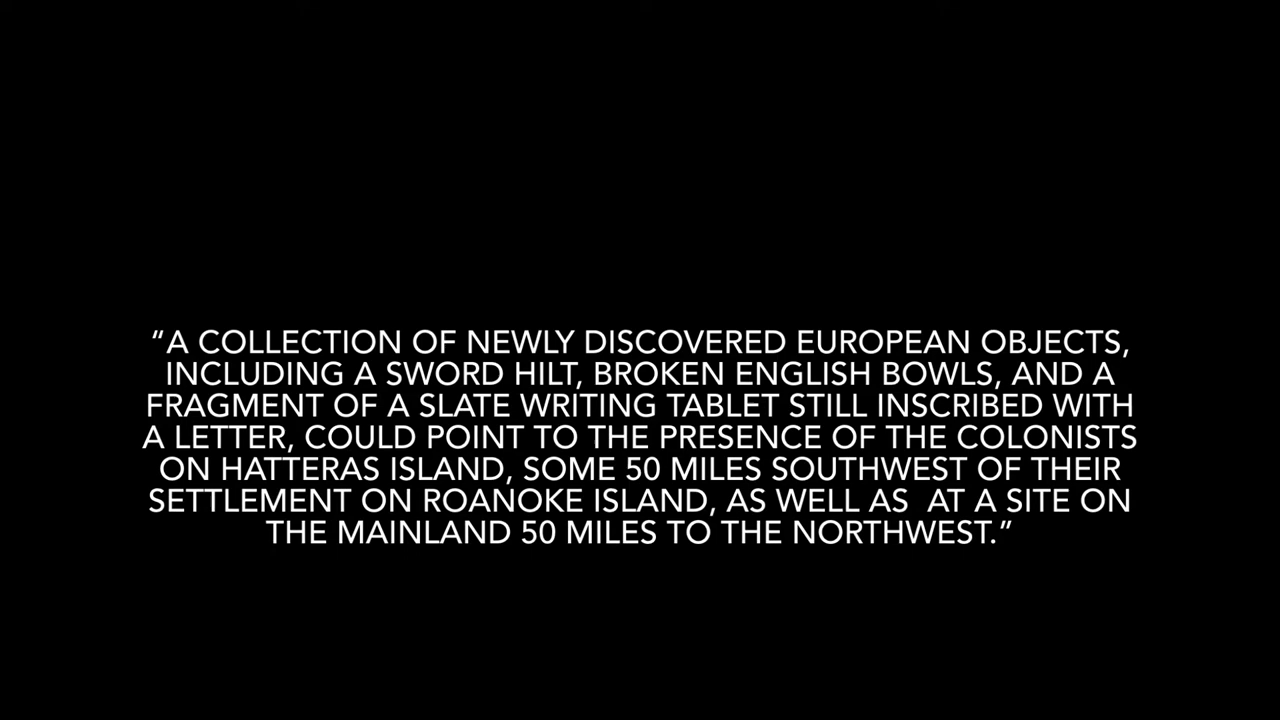 “A COLLECTION OF NEWLY DISCOVERED EUROPEAN OBJECTS,
INCLUDING A SWORD HILT, BROKEN ENGLISH BOWLS, AND A
FRAGMENT OF A SLATE WRITING TABLET STILL INSCRIBED WITH
A LETTER, COULD POINT TO THE PRESENCE OF THE COLONISTS
ON HATTERAS ISLAND, SOME 50 MILES SOUTHWEST OF THEIR
SETTLEMENT ON ROANOKE ISLAND, AS WELL AS  AT A SITE ON
THE MAINLAND 50 MILES TO THE NORTHWEST.”